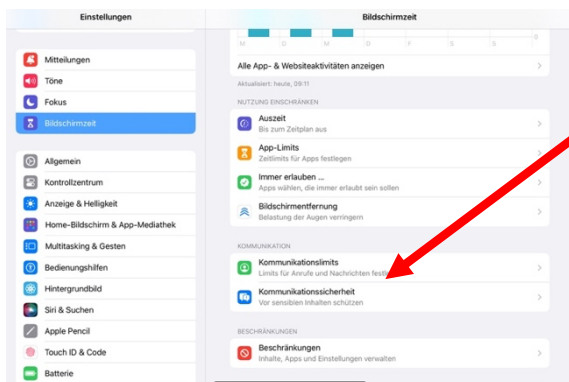 Einstellungen
Bildschirmzeit
Mitteilungen
Töne
Fokus
Bildschirmzeit
Allgemein
Kontrollzentrum
Anzeige & Helligkeit
Home-Bildschirm & App-Mediathek
Multitasking & Gesten
Bedienungshilfen
Hintergrundbild
Siri & Suchen
Apple Pencil
Touch ID & Code
Batterie
0
M D M D F S S
Alle App- & Websiteaktivitäten anzeigen
Aktualisiert: heute, 09:11
NUTZUNG EINSCHRÄNKEN
Auszeit
Bis zum Zeitplan aus
App-Limits
Zeitlimits für Apps festlegen
Immer erlauben ...
Apps wählen, die immer erlaubt sein sollen
Bildschirmentfernung
Belastung der Augen verringern
KOMMUNIKATION
Kommunikationslimits
Limits für Anrufe und Nachrichten
Kommunikationssicherheit
Vor sensiblen Inhalten schützen
BESCHRÄNKUNGEN
Beschränkungen
Inhalte, Apps und Einstellungen verwalten